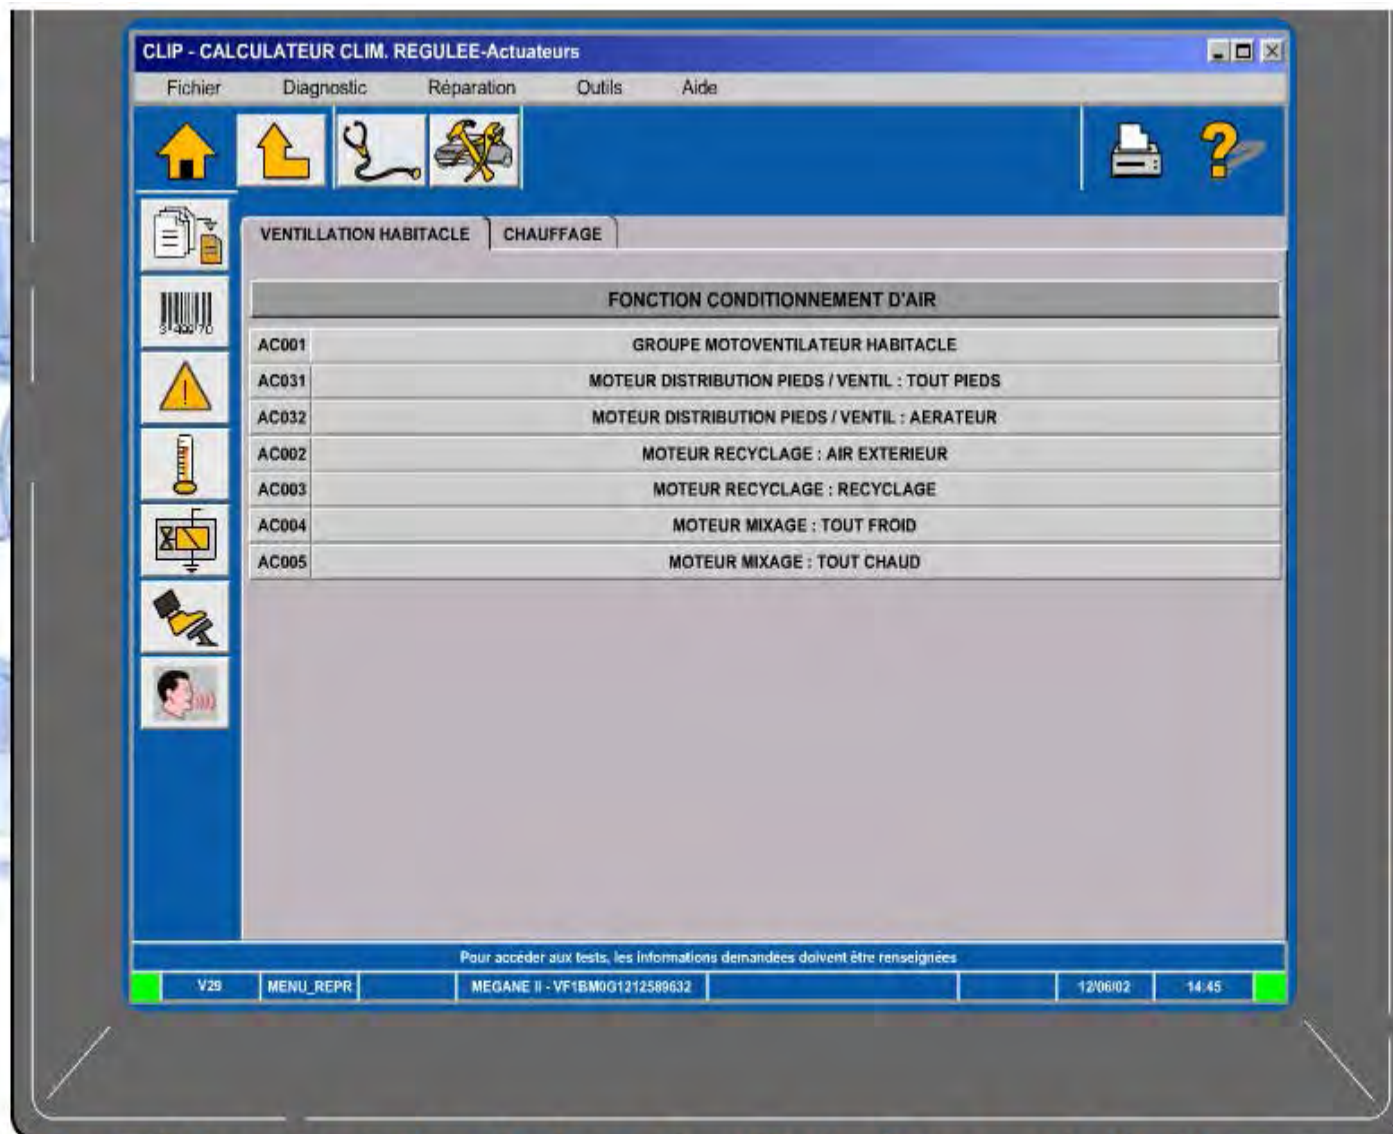 CLIP - CALCULATEUR CLIM. REGULEE-Actuateurs
Fichier Diagnostic Réparation Outils Aide
VENTILLATION HABITACLE CHAUFFAGE
FONCTION CONDITIONNEMENT D'AIR
AC001 GROUPE MOTOVENTILATEUR HABITACLE
AC031 MOTEUR DISTRIBUTION PIEDS / VENTIL : TOUT PIEDS
AC032 MOTEUR DISTRIBUTION PIEDS / VENTIL : AERATEUR
AC002 MOTEUR RECYCLAGE : AIR EXTERIEUR
AC003 MOTEUR RECYCLAGE : RECYCLAGE
AC004 MOTEUR MIXAGE : TOUT FROID
AC005 MOTEUR MIXAGE : TOUT CHAUD
Pour accéder aux tests, les informations demandées doivent être renseignées
V29 MENU_REPR MEGANE II - VF1BM0G1212589632 12/06/02 14:45